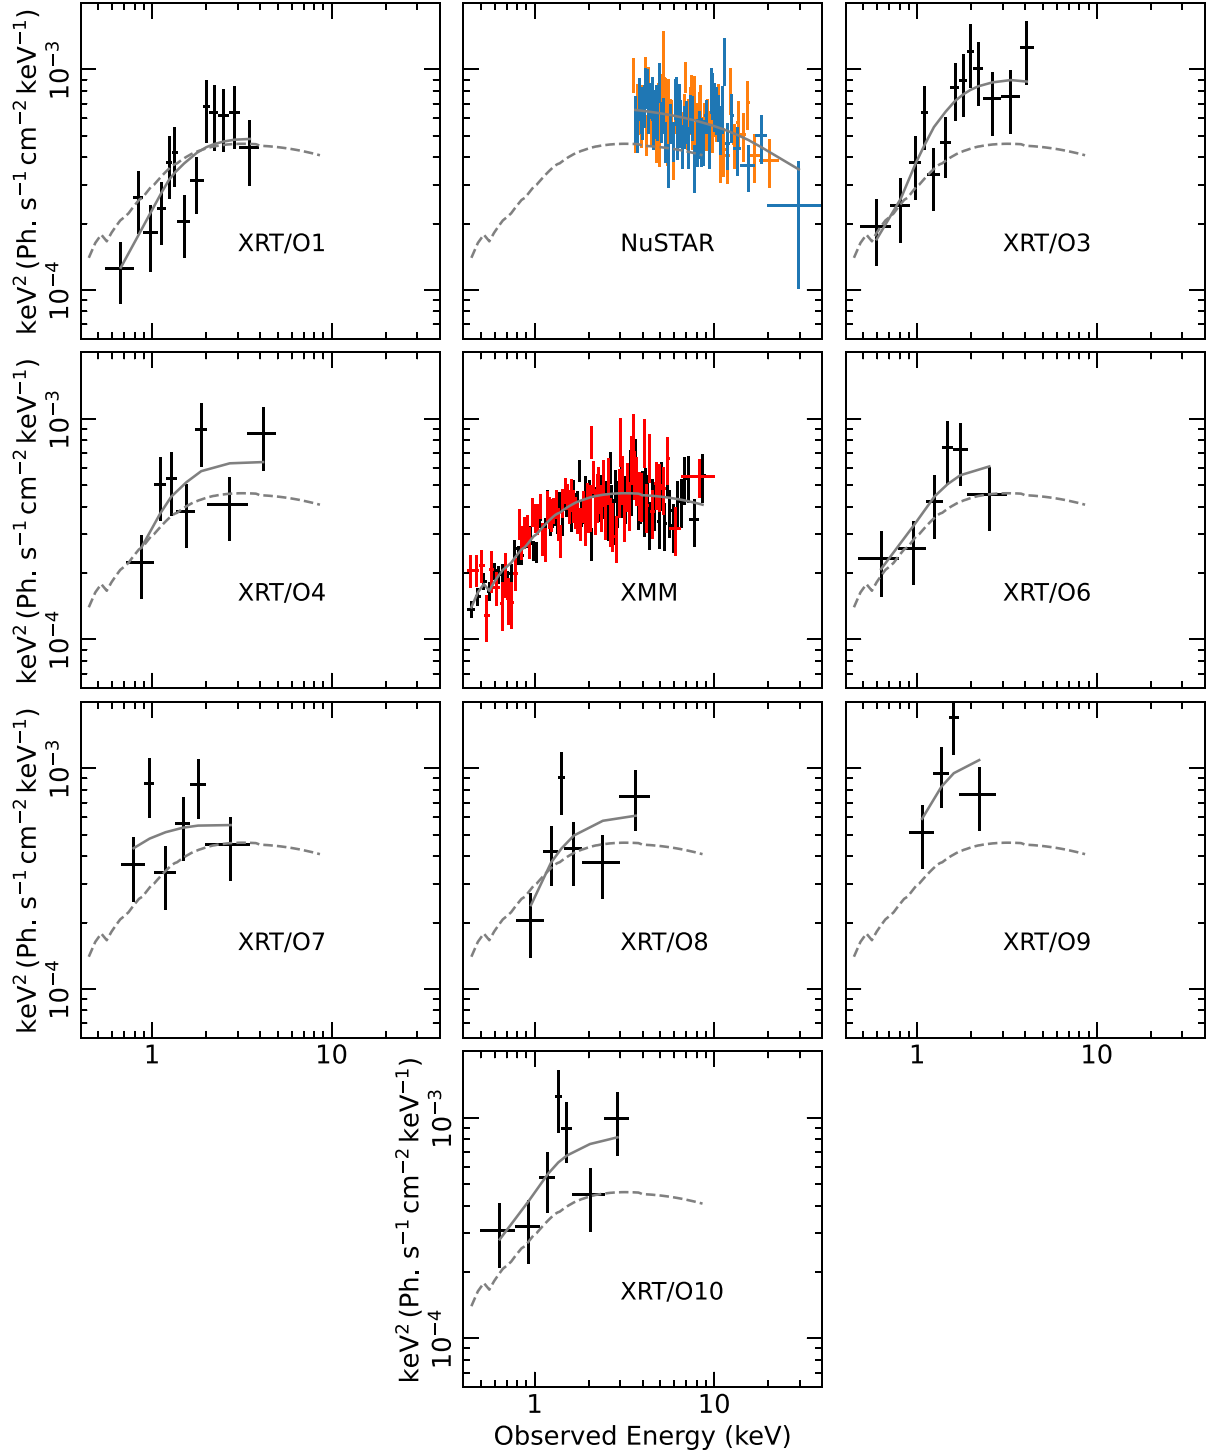 keV² (Ph. s⁻¹ cm⁻² keV⁻¹)
10⁻³
10⁻⁴
XRT/O1
NuSTAR
XRT/O3
keV² (Ph. s⁻¹ cm⁻² keV⁻¹)
10⁻³
10⁻⁴
XRT/O4
XMM
XRT/O6
keV² (Ph. s⁻¹ cm⁻² keV⁻¹)
10⁻³
10⁻⁴
XRT/O7
XRT/O8
XRT/O9
1 10
1 10
keV² (Ph. s⁻¹ cm⁻² keV⁻¹)
10⁻³
10⁻⁴
XRT/O10
1 10
Observed Energy (keV)